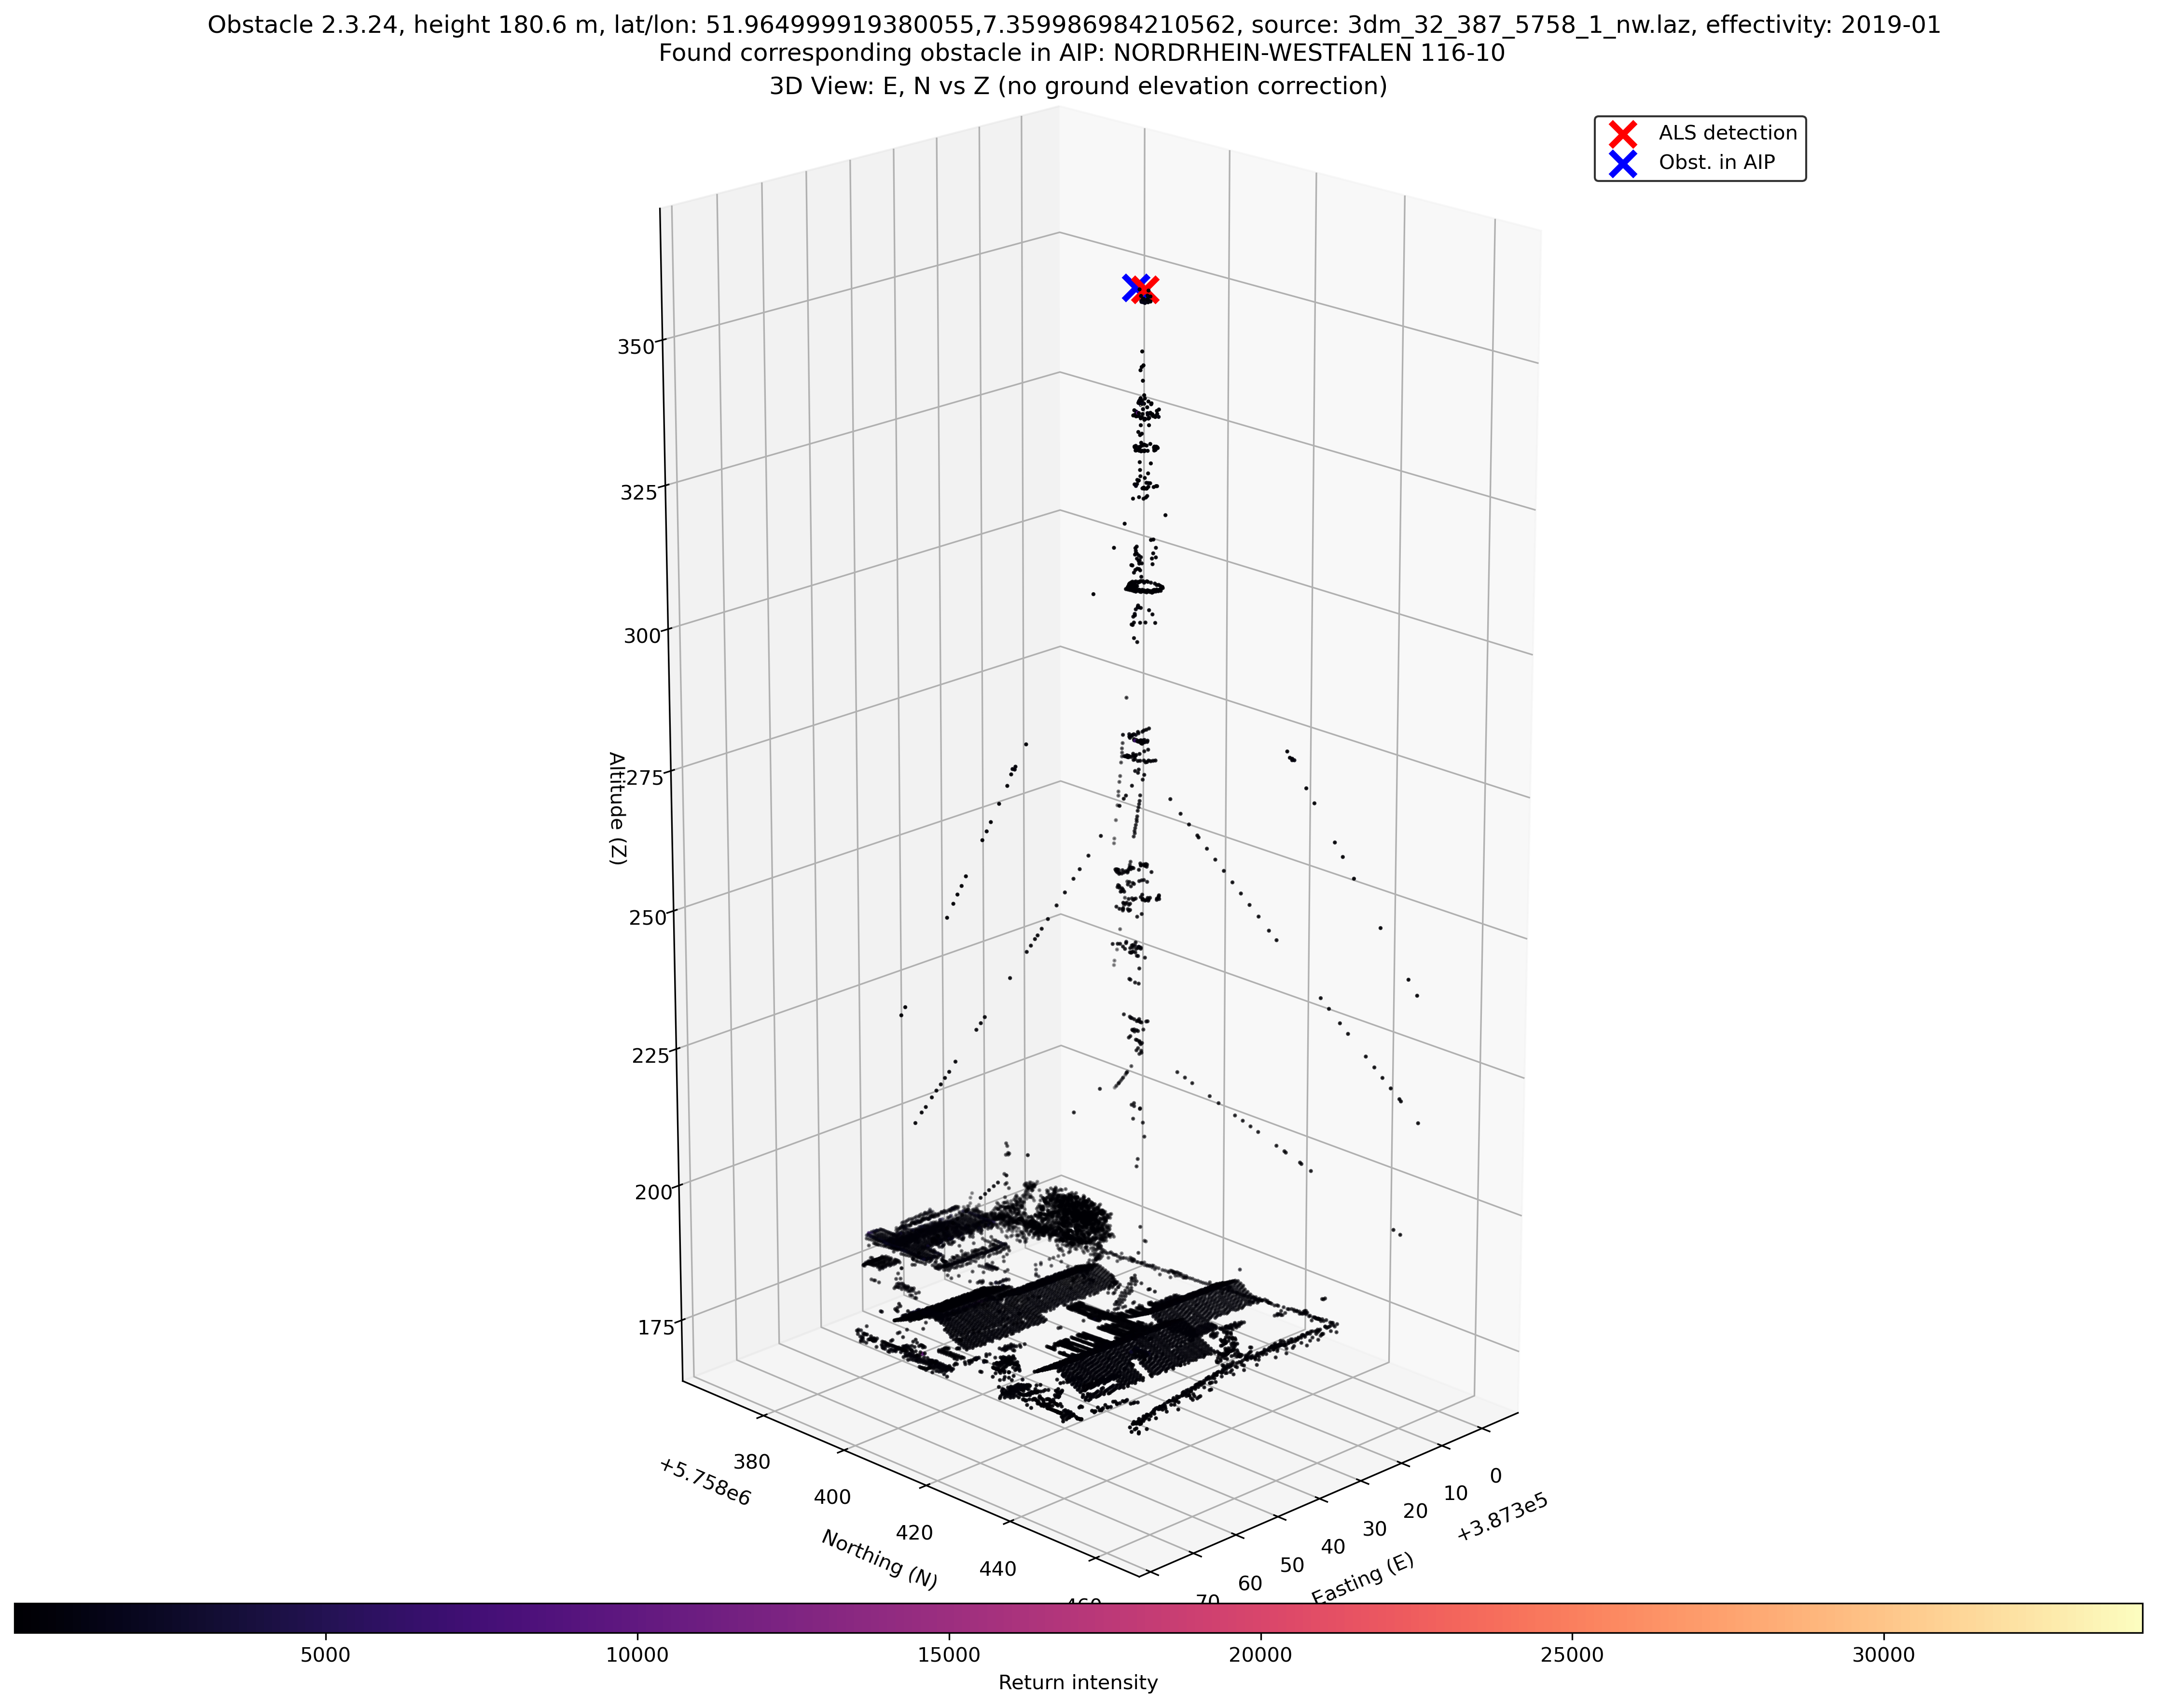 Obstacle 2.3.24, height 180.6 m, lat/lon: 51.964999919380055,7.359986984210562, source: 3dm_32_387_5758_1_nw.laz, effectivity: 2019-01
Found corresponding obstacle in AIP: NORDRHEIN-WESTFALEN 116-10
3D View: E, N vs Z (no ground elevation correction)
ALS detection
Obst. in AIP
350
325
300
275
250
225
200
175
Altitude (Z)
380
400
420
440
460
+5.758e6
Northing (N)
0
10
20
30
40
50
60
70
+3.873e5
Easting (E)
5000
10000
15000
20000
25000
30000
Return intensity